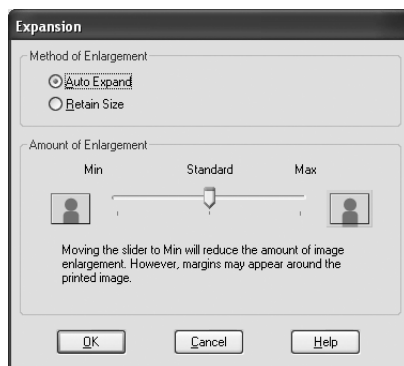 Expansion
Method of Enlargement
Auto Expand
Retain Size
Amount of Enlargement
Min Standard Max
Moving the slider to Min will reduce the amount of image
enlargement. However, margins may appear around the
printed image.
OK Cancel Help